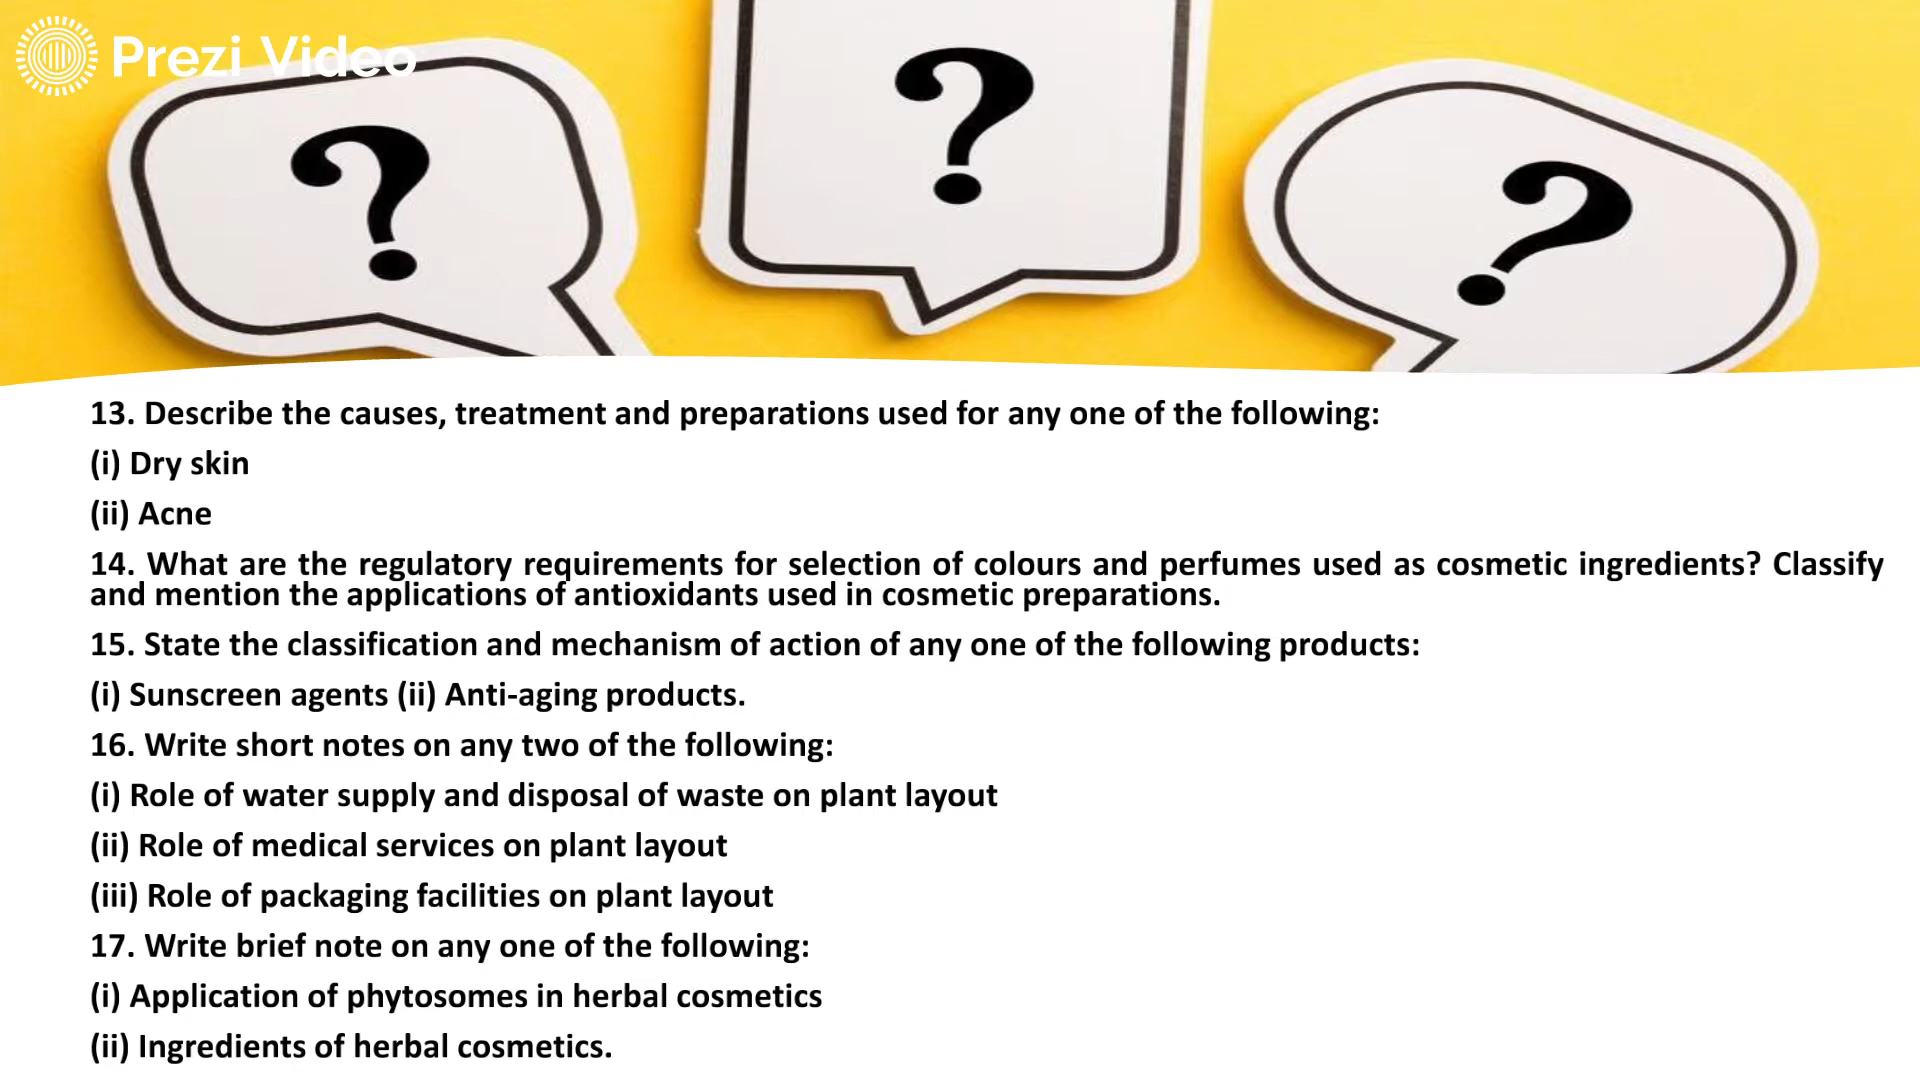 Prezi Video
?
?
?
13. Describe the causes, treatment and preparations used for any one of the following:
(i) Dry skin
(ii) Acne
14. What are the regulatory requirements for selection of colours and perfumes used as cosmetic ingredients? Classify
and mention the applications of antioxidants used in cosmetic preparations.
15. State the classification and mechanism of action of any one of the following products:
(i) Sunscreen agents (ii) Anti-aging products.
16. Write short notes on any two of the following:
(i) Role of water supply and disposal of waste on plant layout
(ii) Role of medical services on plant layout
(iii) Role of packaging facilities on plant layout
17. Write brief note on any one of the following:
(i) Application of phytosomes in herbal cosmetics
(ii) Ingredients of herbal cosmetics.